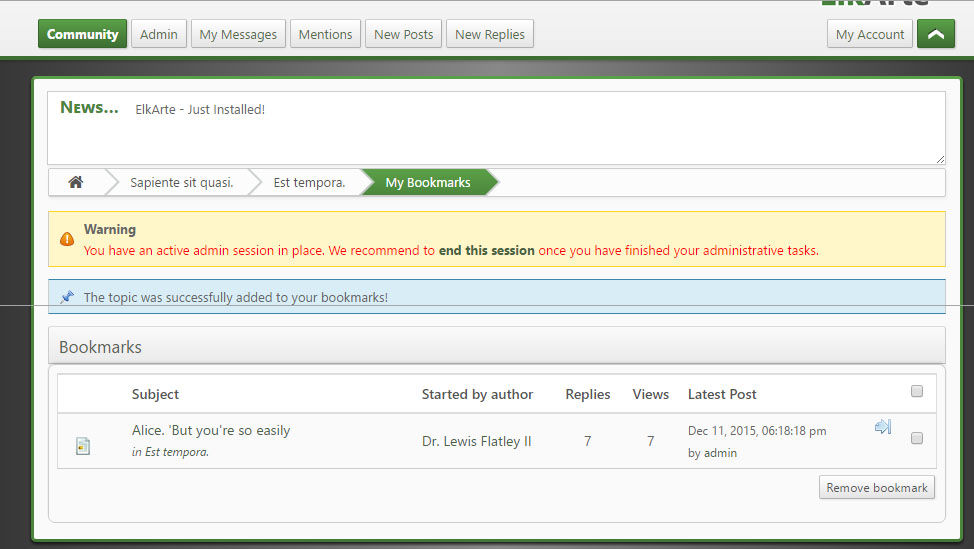 ElkArte
Community Admin My Messages Mentions New Posts New Replies My Account
News... ElkArte - Just Installed!
Sapiente sit quasi. Est tempora. My Bookmarks
Warning
You have an active admin session in place. We recommend to end this session once you have finished your administrative tasks.
The topic was successfully added to your bookmarks!
Bookmarks
Subject Started by author Replies Views Latest Post
Alice. 'But you're so easily
in Est tempora.
Dr. Lewis Flatley II 7 7
Dec 11, 2015, 06:18:18 pm
by admin
Remove bookmark